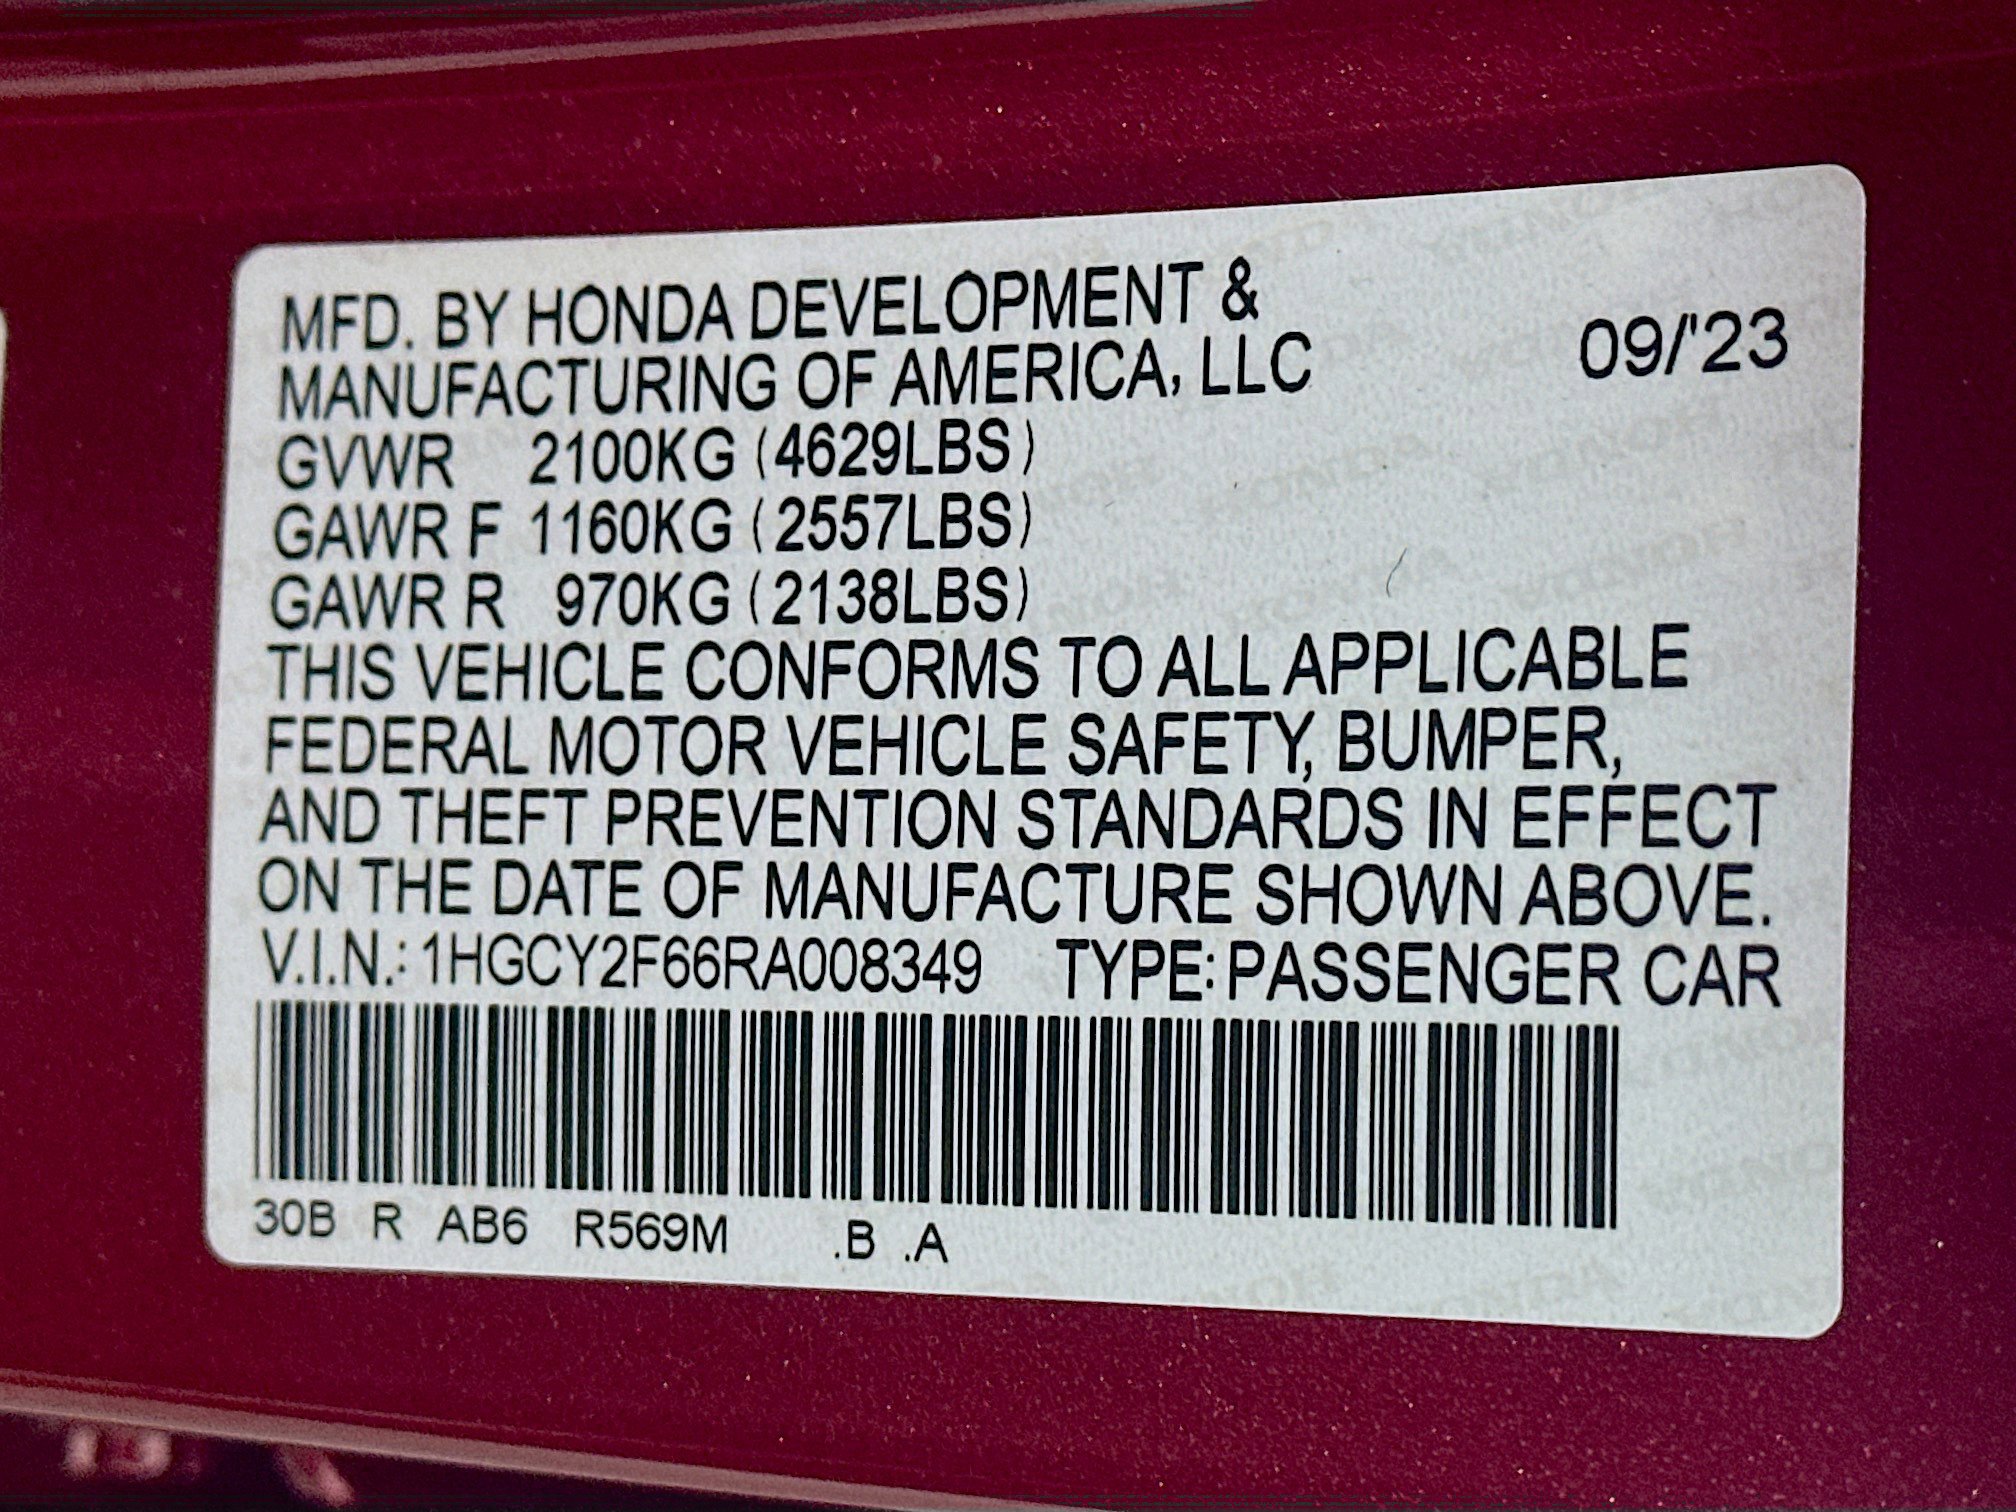 MFD. BY HONDA DEVELOPMENT &
MANUFACTURING OF AMERICA, LLC
09/'23
GVWR 2100KG (4629LBS)
GAWR F 1160KG (2557LBS)
GAWR R 970KG (2138LBS)
THIS VEHICLE CONFORMS TO ALL APPLICABLE
FEDERAL MOTOR VEHICLE SAFETY, BUMPER,
AND THEFT PREVENTION STANDARDS IN EFFECT
ON THE DATE OF MANUFACTURE SHOWN ABOVE.
V.I.N.: 1HGCY2F66RA008349 TYPE: PASSENGER CAR
30B R AB6 R569M .B .A